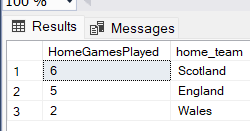 100 %
Results Messages
HomeGamesPlayed home_team
1 6 Scotland
2 5 England
3 2 Wales